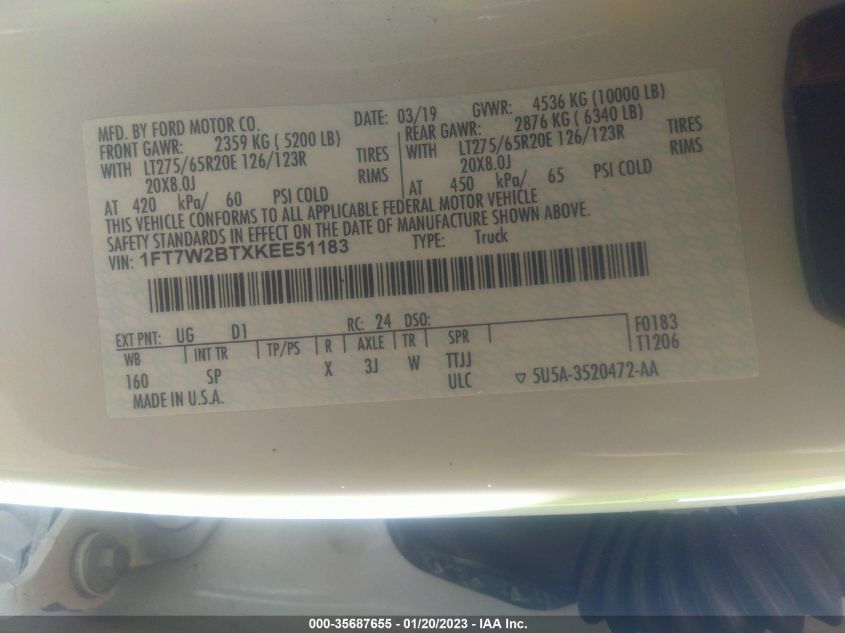 MFD. BY FORD MOTOR CO. DATE: 03/19 GVWR: 4536 KG (10000 LB)
FRONT GAWR: 2359 KG ( 5200 LB) REAR GAWR: 2876 KG ( 6340 LB)
WITH LT275/65R20E 126/123R TIRES WITH LT275/65R20E 126/123R TIRES
20X8.0J RIMS 20X8.0J RIMS
AT 420 kPa/ 60 PSI COLD AT 450 kPa/ 65 PSI COLD
THIS VEHICLE CONFORMS TO ALL APPLICABLE FEDERAL MOTOR VEHICLE
SAFETY STANDARDS IN EFFECT ON THE DATE OF MANUFACTURE SHOWN ABOVE.
VIN: 1FT7W2BTXKEE51183 TYPE: Truck
EXT PNT: UG D1 RC: 24 DSO: F0183
WB INT TR TP/PS R AXLE TR SPR T1206
160 SP X 3J W TTJJ
ULC ▽ 5U5A-3520472-AA
MADE IN U.S.A.
000-35687655 — 01/20/2023 — IAA Inc.